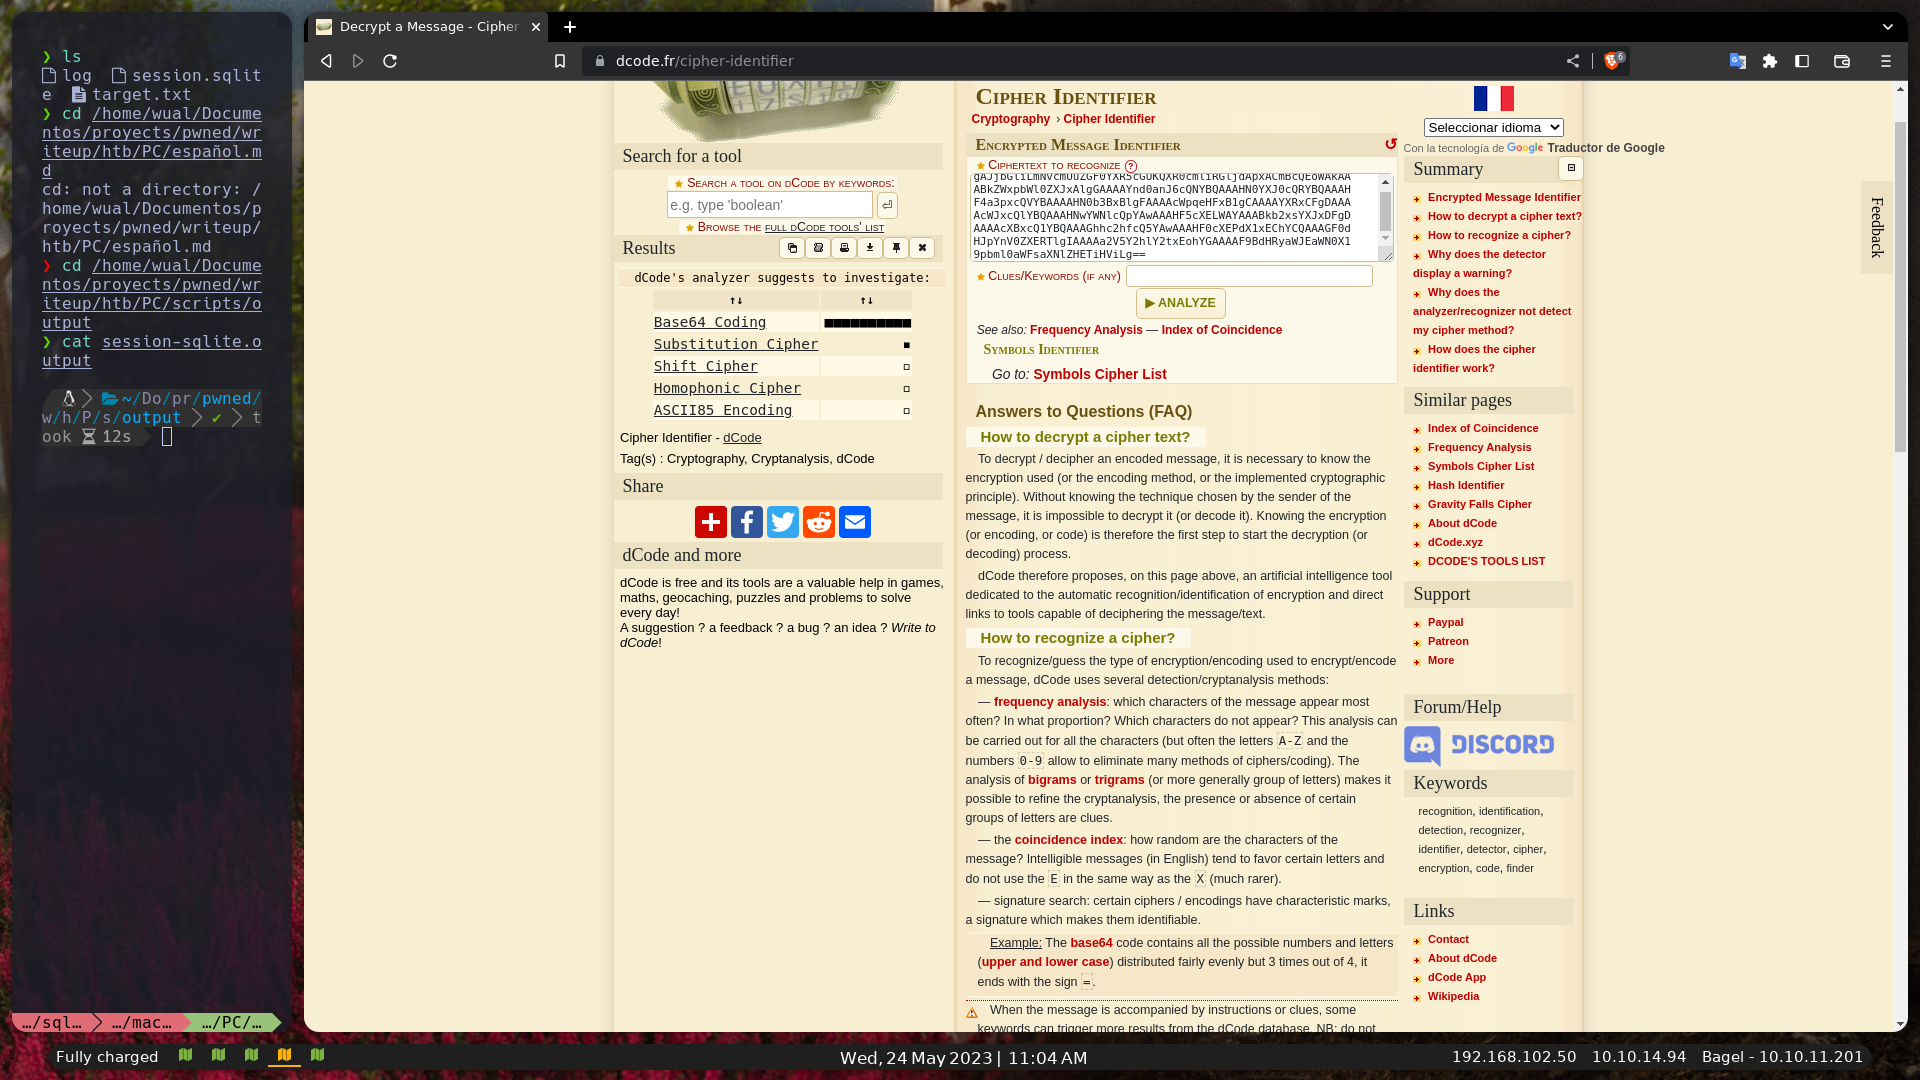 ❯ ls
log session.sqlit
e target.txt
❯ cd /home/wual/Docume
ntos/proyects/pwned/wr
iteup/htb/PC/español.m
d
cd: not a directory: /
home/wual/Documentos/p
royects/pwned/writeup/
htb/PC/español.md
❯ cd /home/wual/Docume
ntos/proyects/pwned/wr
iteup/htb/PC/scripts/o
utput
❯ cat session-sqlite.o
utput
~/Do/pr/pwned/
w/h/P/s/output ✔ t
ook 12s
…/sql… …/mac… …/PC/…
Decrypt a Message - Cipher
dcode.fr/cipher-identifier
6
Search for a tool
Search a tool on dCode by keywords:
e.g. type 'boolean'
Browse the full dCode tools' list
Results
dCode's analyzer suggests to investigate:
↑↓ ↑↓
Base64 Coding ■■■■■■■■■■
Substitution Cipher ▪
Shift Cipher ▫
Homophonic Cipher ▫
ASCII85 Encoding ▫
Cipher Identifier - dCode
Tag(s) : Cryptography, Cryptanalysis, dCode
Share
dCode and more
dCode is free and its tools are a valuable help in games,
maths, geocaching, puzzles and problems to solve
every day!
A suggestion ? a feedback ? a bug ? an idea ? Write to
dCode!
Cipher Identifier
Cryptography › Cipher Identifier
Encrypted Message Identifier
Ciphertext to recognize ?
ABkZWxpbWl0ZXJxAlgGAAAAYnd0anJ6cQNYBQAAAHN0YXJ0cQRYBQAAAH
F4a3pxcQVYBAAAAHN0b3BxBlgFAAAAcWpqeHFxB1gCAAAAYXRxCFgDAAA
AcWJxcQlYBQAAAHNwYWNlcQpYAwAAAHF5cXELWAYAAABkb2xsYXJxDFgD
AAAAcXBxcQ1YBQAAAGhhc2hfcQ5YAwAAAHF0cXEPdX1xEChYCQAAAGF0d
HJpYnV0ZXERTlgIAAAAa2V5Y2hlY2txEohYGAAAAF9BdHRyaWJEaWN0X1
9pbml0aWFsaXNlZHETiHViLg==
Clues/Keywords (if any)
▶ ANALYZE
See also: Frequency Analysis — Index of Coincidence
Symbols Identifier
Go to: Symbols Cipher List
Answers to Questions (FAQ)
How to decrypt a cipher text?
To decrypt / decipher an encoded message, it is necessary to know the
encryption used (or the encoding method, or the implemented cryptographic
principle). Without knowing the technique chosen by the sender of the
message, it is impossible to decrypt it (or decode it). Knowing the encryption
(or encoding, or code) is therefore the first step to start the decryption (or
decoding) process.
dCode therefore proposes, on this page above, an artificial intelligence tool
dedicated to the automatic recognition/identification of encryption and direct
links to tools capable of deciphering the message/text.
How to recognize a cipher?
To recognize/guess the type of encryption/encoding used to encrypt/encode
a message, dCode uses several detection/cryptanalysis methods:
— frequency analysis: which characters of the message appear most
often? In what proportion? Which characters do not appear? This analysis can
be carried out for all the characters (but often the letters A-Z and the
numbers 0-9 allow to eliminate many methods of ciphers/coding). The
analysis of bigrams or trigrams (or more generally group of letters) makes it
possible to refine the cryptanalysis, the presence or absence of certain
groups of letters are clues.
— the coincidence index: how random are the characters of the
message? Intelligible messages (in English) tend to favor certain letters and
do not use the E in the same way as the X (much rarer).
— signature search: certain ciphers / encodings have characteristic marks,
a signature which makes them identifiable.
Example: The base64 code contains all the possible numbers and letters
(upper and lower case) distributed fairly evenly but 3 times out of 4, it
ends with the sign =.
When the message is accompanied by instructions or clues, some
keywords can trigger more results from the dCode database. NB: do not
Seleccionar idioma
Con la tecnología de Google Traductor de Google
Summary
Encrypted Message Identifier
How to decrypt a cipher text?
How to recognize a cipher?
Why does the detector
display a warning?
Why does the
analyzer/recognizer not detect
my cipher method?
How does the cipher
identifier work?
Similar pages
Index of Coincidence
Frequency Analysis
Symbols Cipher List
Hash Identifier
Gravity Falls Cipher
About dCode
dCode.xyz
DCODE'S TOOLS LIST
Support
Paypal
Patreon
More
Forum/Help
DISCORD
Keywords
recognition, identification,
detection, recognizer,
identifier, detector, cipher,
encryption, code, finder
Links
Contact
About dCode
dCode App
Wikipedia
Feedback
Fully charged
Wed, 24 May 2023 | 11:04 AM
192.168.102.50 10.10.14.94 Bagel - 10.10.11.201